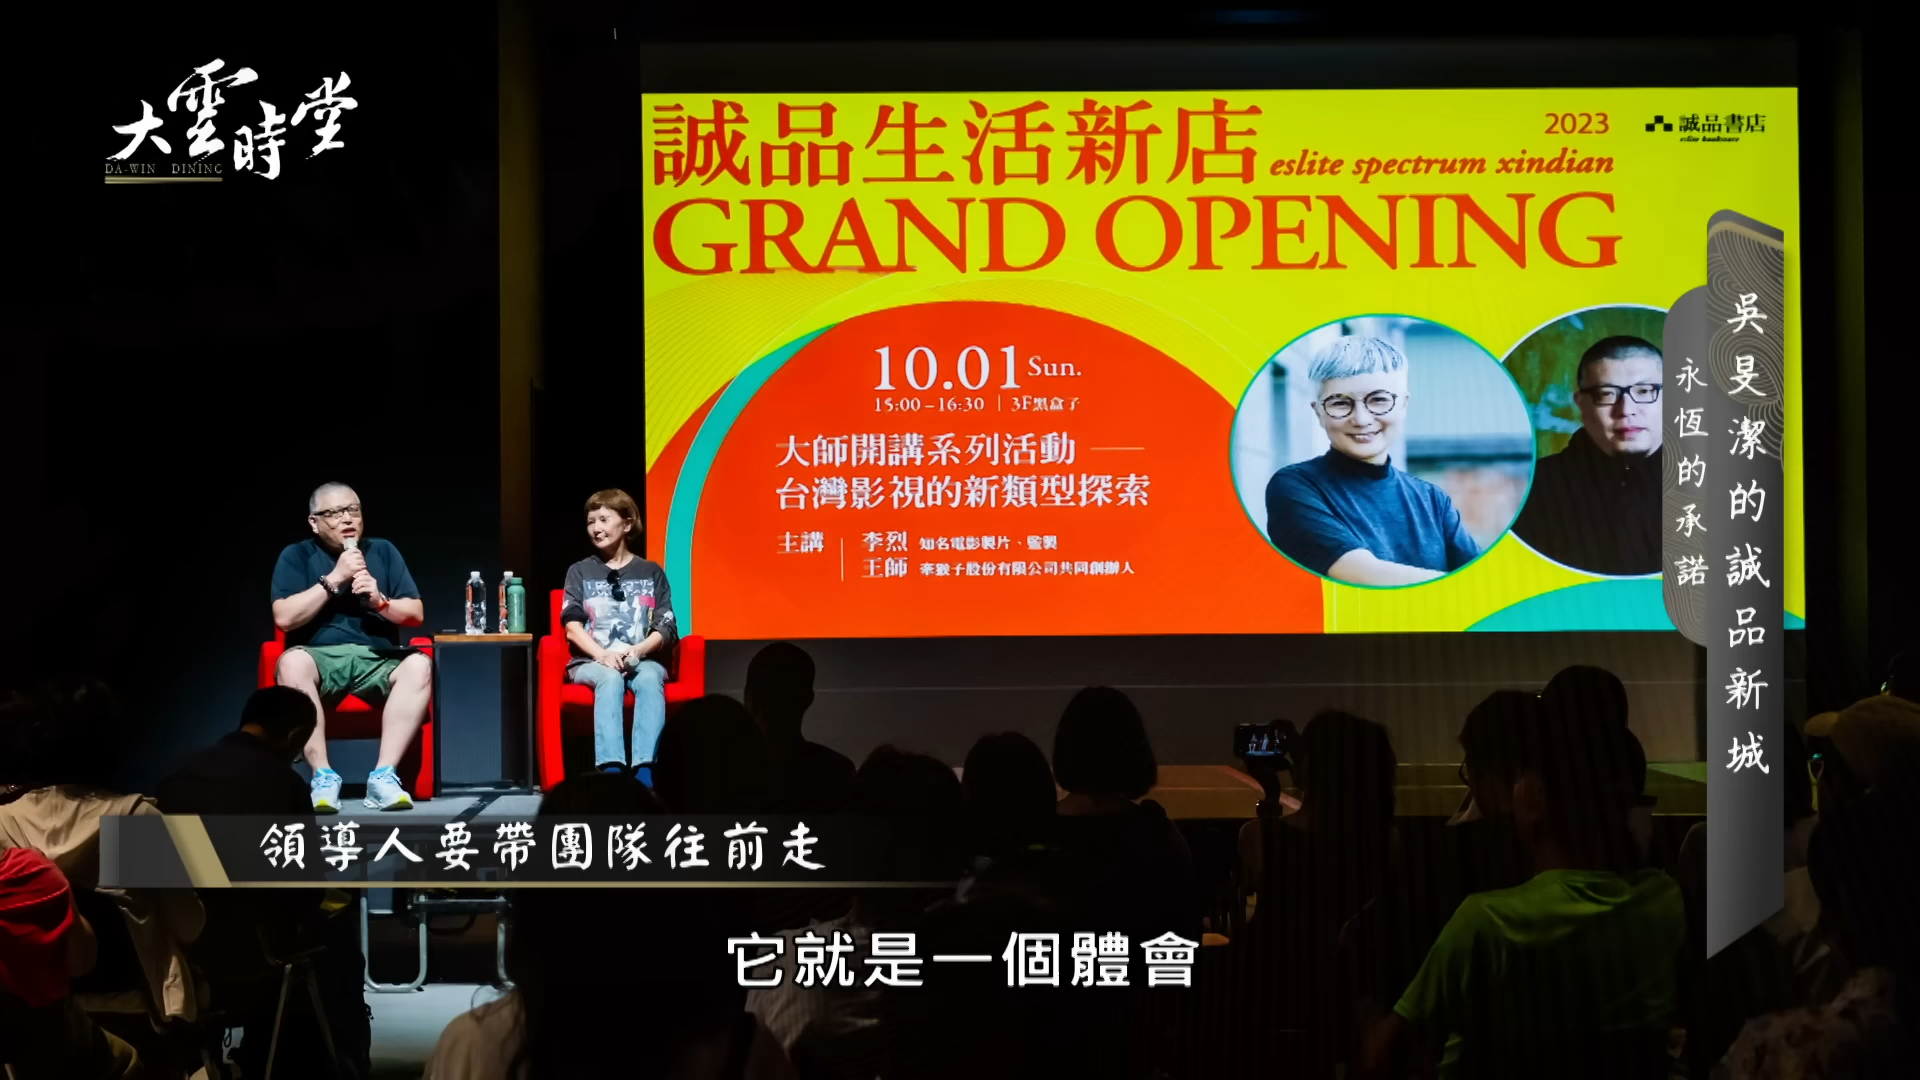 大雲時堂
DA-WIN DINING
誠品生活新店
eslite spectrum xindian
2023
誠品書店
eslite bookstore
GRAND OPENING
10.01 Sun.
15:00–16:30 | 3F黑盒子
大師開講系列活動 ——
台灣影視的新類型探索
主講
李烈 知名電影製片、監製
王師 牽猴子股份有限公司共同創辦人
吳旻潔的誠品新城
永恆的承諾
領導人要帶團隊往前走
它就是一個體會